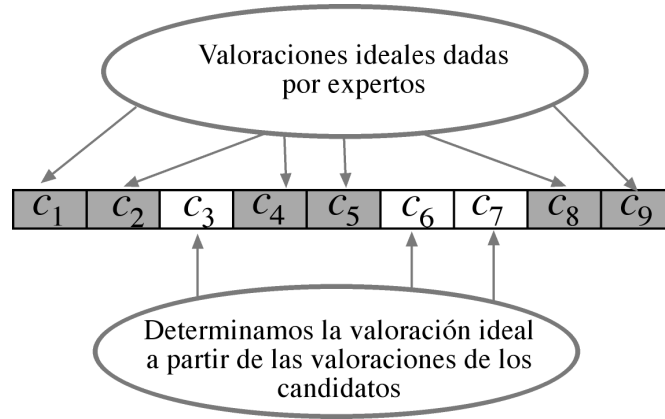 Valoraciones ideales dadas
por expertos
c1 c2 c3 c4 c5 c6 c7 c8 c9
Determinamos la valoración ideal
a partir de las valoraciones de los
candidatos